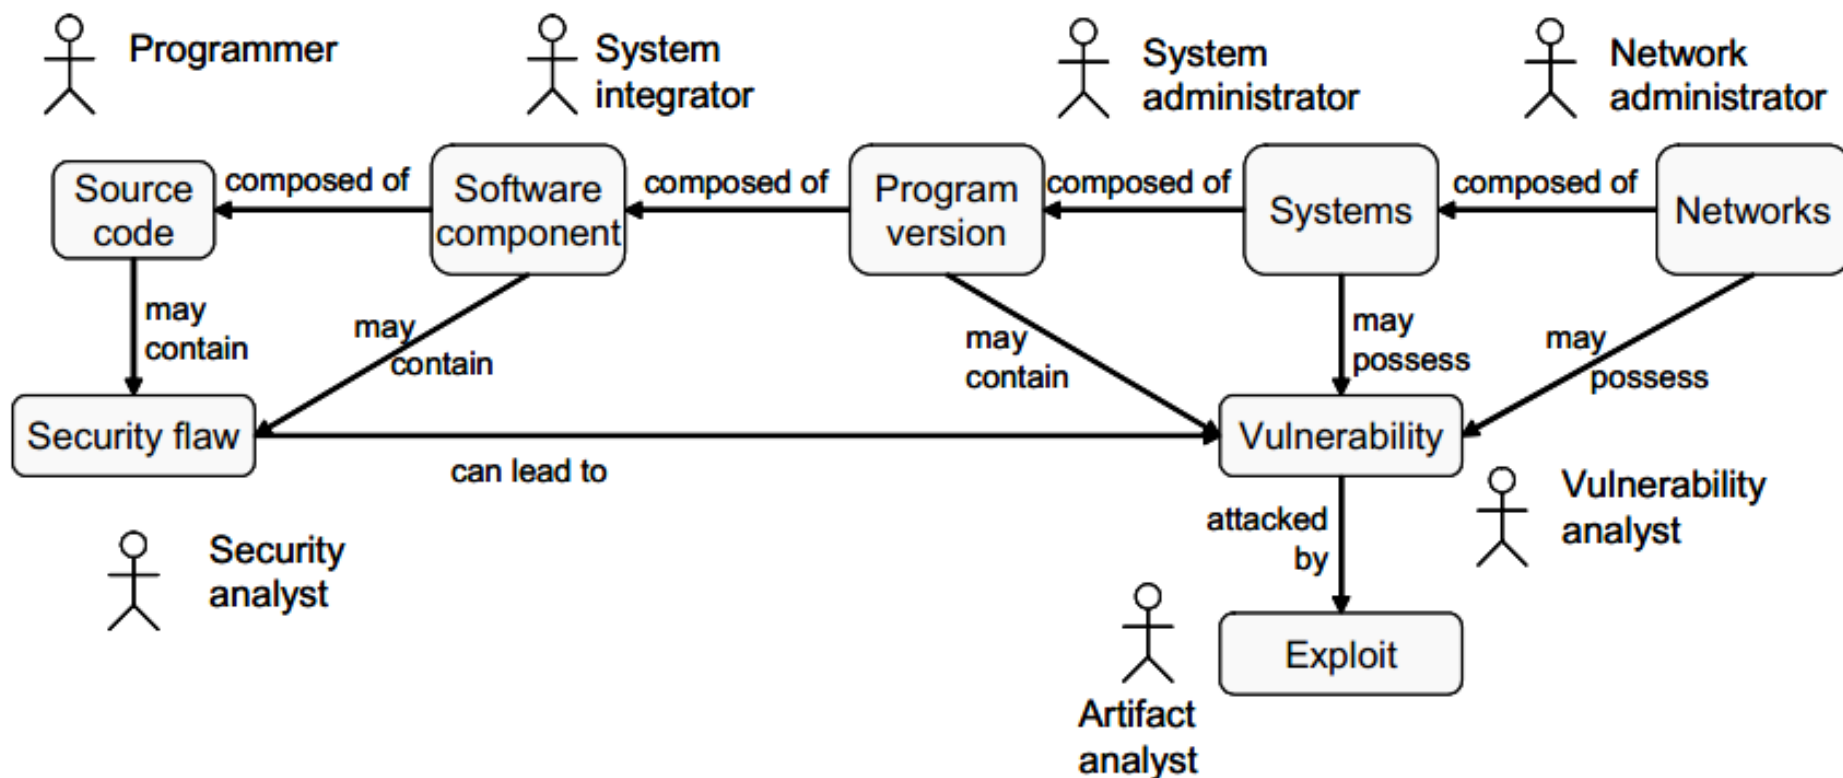 Programmer
System
integrator
System
administrator
Network
administrator
Source
code
composed of
Software
component
composed of
Program
version
composed of
Systems
composed of
Networks
may
contain
may
contain
may
contain
may
possess
may
possess
Security flaw
can lead to
Vulnerability
Security
analyst
attacked
by
Vulnerability
analyst
Exploit
Artifact
analyst